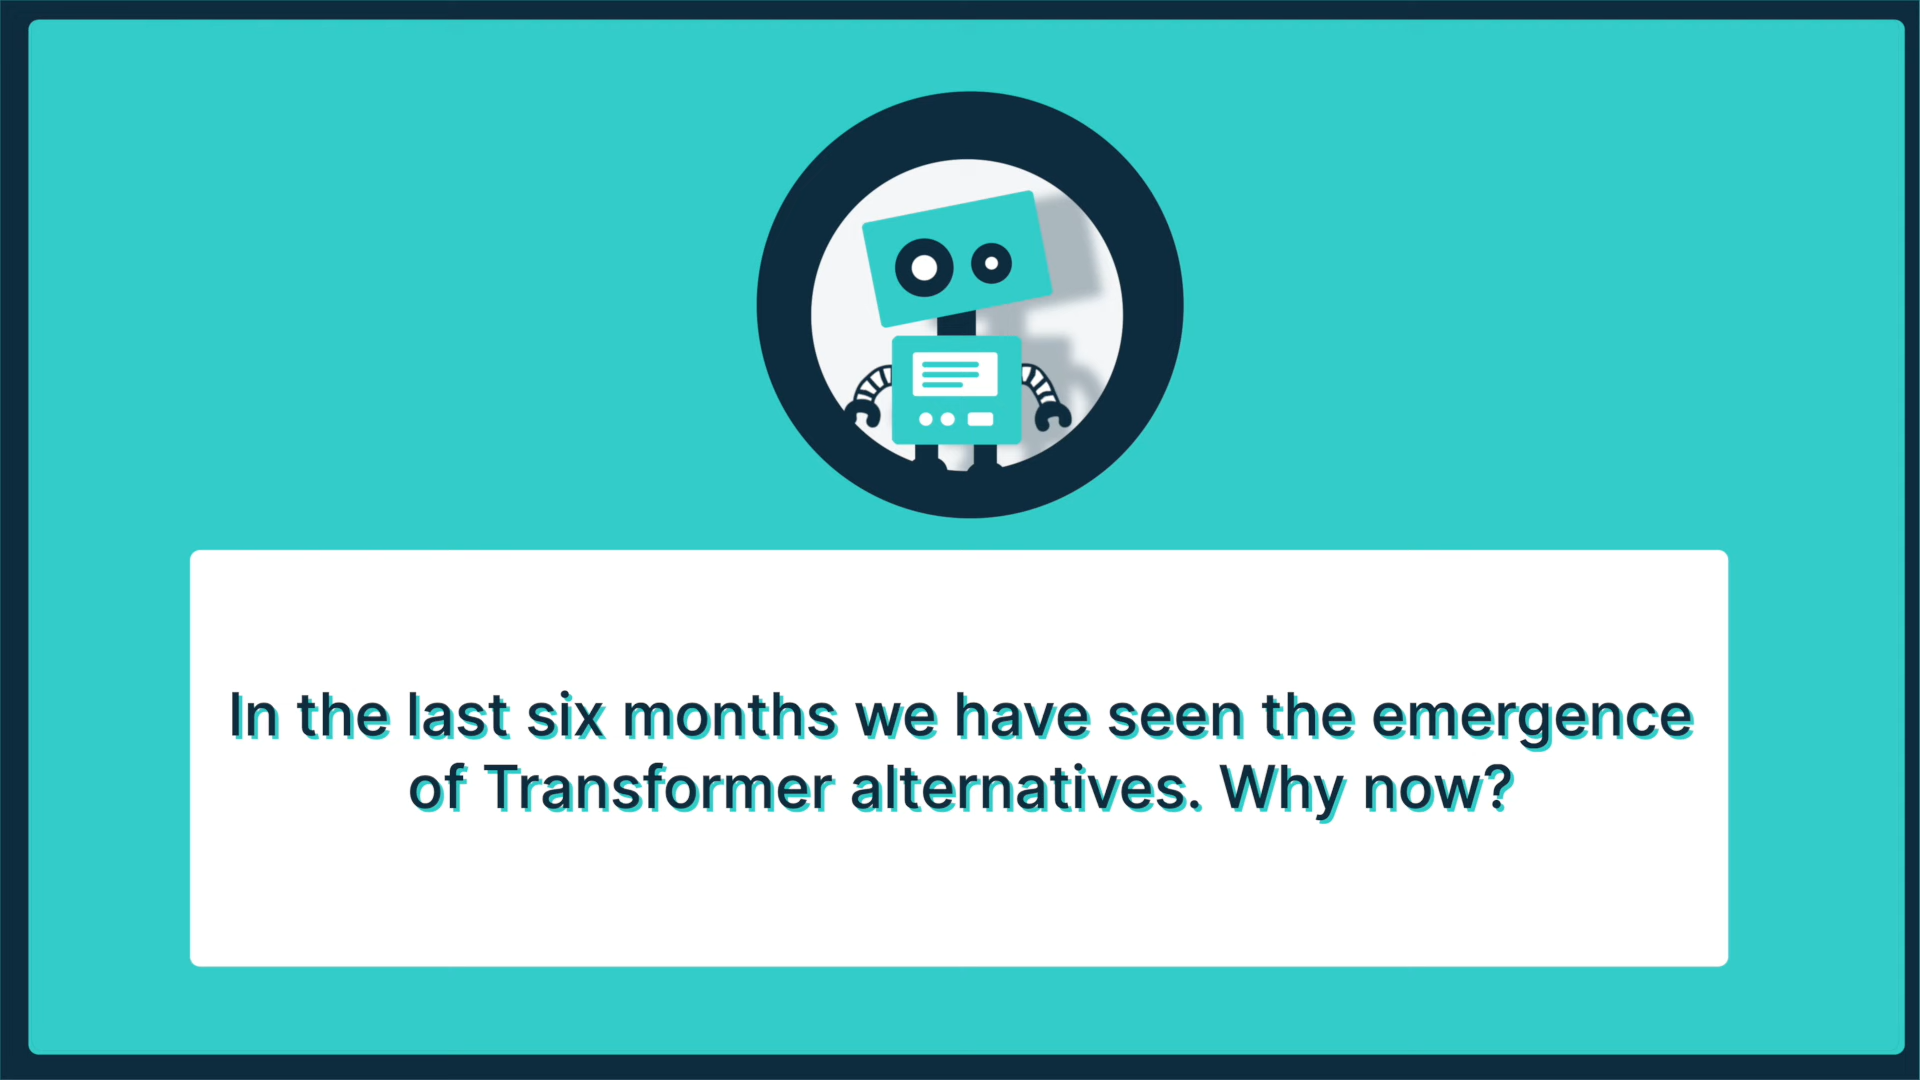 In the last six months we have seen the emergence
of Transformer alternatives. Why now?